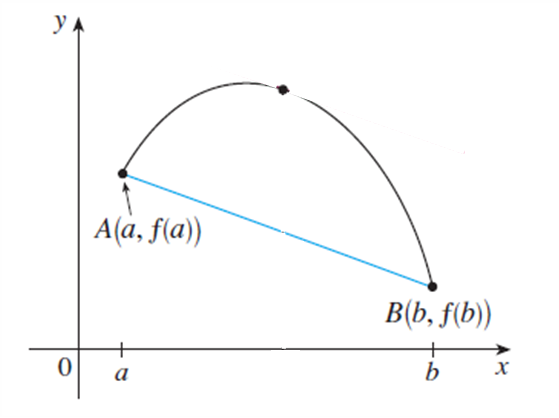 y
A(a, f(a))
B(b, f(b))
0 a b x